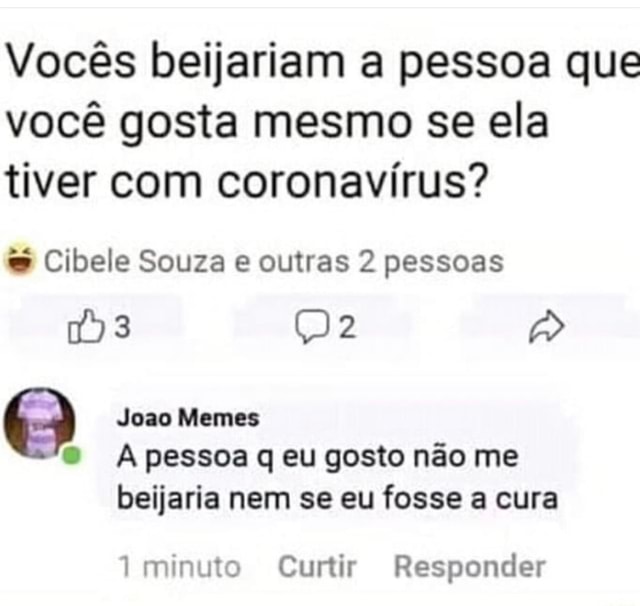 Vocês beijariam a pessoa que
você gosta mesmo se ela
tiver com coronavírus?
Cibele Souza e outras 2 pessoas
3 2
Joao Memes
A pessoa q eu gosto não me
beijaria nem se eu fosse a cura
1 minuto Curtir Responder